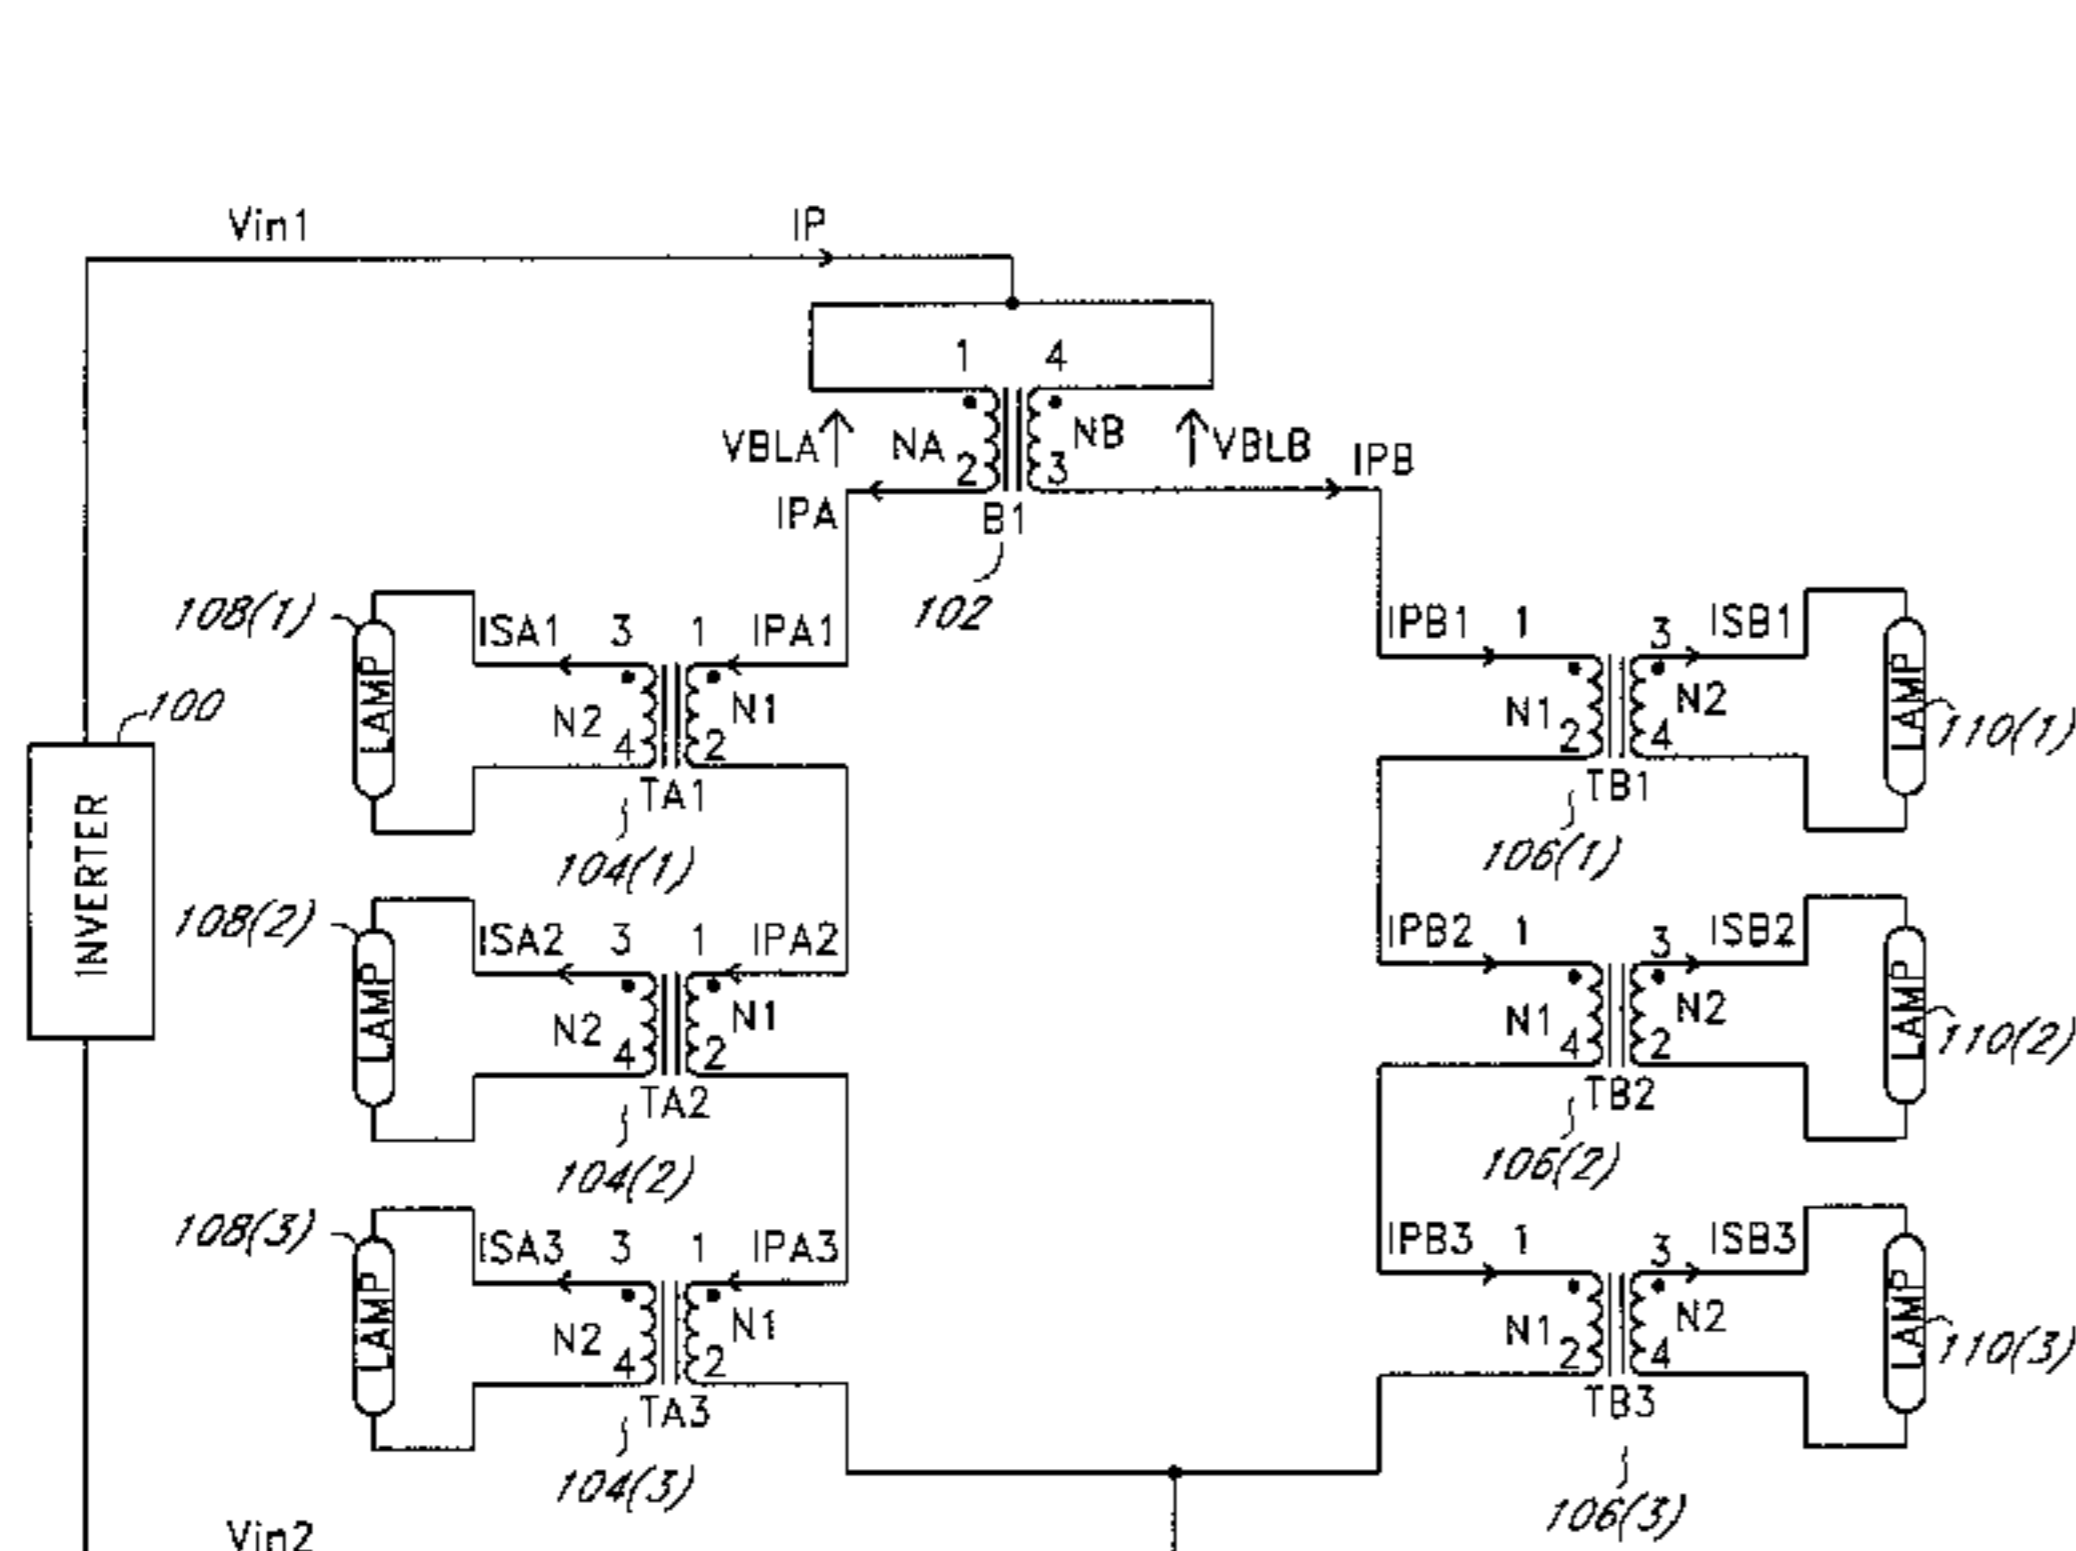 Vin1 IP
1 4
VBLA NA 2 3 NB VBLB IPB
IPA B1
102
108(1) ISA1 3 1 IPA1 IPB1 1 3 ISB1
LAMP N2 4 N1 2 N1 2 N2 4 LAMP 110(1)
100 TA1 TB1
104(1) 106(1)
INVERTER
108(2) ISA2 3 1 IPA2 IPB2 1 3 ISB2
LAMP N2 4 N1 2 N1 4 N2 2 LAMP 110(2)
TA2 TB2
104(2) 106(2)
108(3) ISA3 3 1 IPA3 IPB3 1 3 ISB3
LAMP N2 4 N1 2 N1 2 N2 4 LAMP 110(3)
TA3 TB3
104(3) 106(3)
Vin2